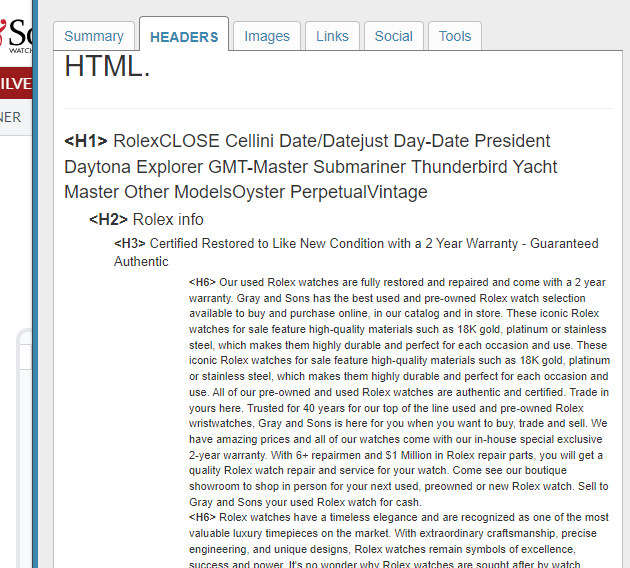 Summary HEADERS Images Links Social Tools
HTML.
WATCH
ILVE
NER
<H1> RolexCLOSE Cellini Date/Datejust Day-Date President
Daytona Explorer GMT-Master Submariner Thunderbird Yacht
Master Other ModelsOyster PerpetualVintage
<H2> Rolex info
<H3> Certified Restored to Like New Condition with a 2 Year Warranty - Guaranteed
Authentic
<H6> Our used Rolex watches are fully restored and repaired and come with a 2 year
warranty. Gray and Sons has the best used and pre-owned Rolex watch selection
available to buy and purchase online, in our catalog and in store. These iconic Rolex
watches for sale feature high-quality materials such as 18K gold, platinum or stainless
steel, which makes them highly durable and perfect for each occasion and use. These
iconic Rolex watches for sale feature high-quality materials such as 18K gold, platinum
or stainless steel, which makes them highly durable and perfect for each occasion and
use. All of our pre-owned and used Rolex watches are authentic and certified. Trade in
yours here. Trusted for 40 years for our top of the line used and pre-owned Rolex
wristwatches, Gray and Sons is here for you when you want to buy, trade and sell. We
have amazing prices and all of our watches come with our in-house special exclusive
2-year warranty. With 6+ repairmen and $1 Million in Rolex repair parts, you will get a
quality Rolex watch repair and service for your watch. Come see our boutique
showroom to shop in person for your next used, preowned or new Rolex watch. Sell to
Gray and Sons your used Rolex watch for cash.
<H6> Rolex watches have a timeless elegance and are recognized as one of the most
valuable luxury timepieces on the market. With extraordinary craftsmanship, precise
engineering, and unique designs, Rolex watches remain symbols of excellence,
success and power. It's no wonder why Rolex watches are sought after by watch